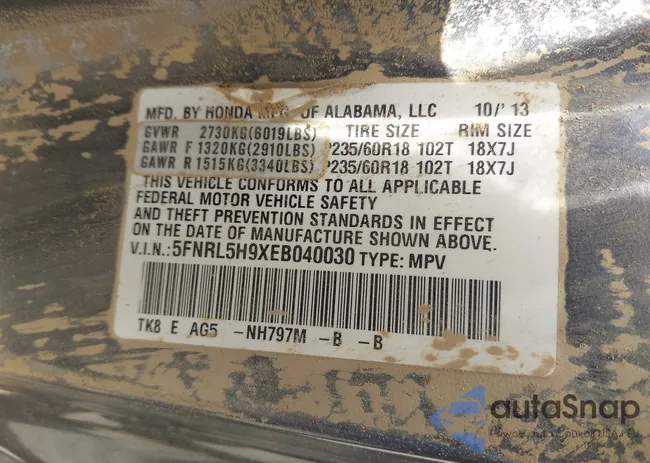 MFD. BY HONDA MFG. OF ALABAMA, LLC 10/'13
GVWR 2730KG(6019LBS) TIRE SIZE RIM SIZE
GAWR F 1320KG(2910LBS) P235/60R18 102T 18X7J
GAWR R 1515KG(3340LBS) P235/60R18 102T 18X7J
THIS VEHICLE CONFORMS TO ALL APPLICABLE
FEDERAL MOTOR VEHICLE SAFETY
AND THEFT PREVENTION STANDARDS IN EFFECT
ON THE DATE OF MANUFACTURE SHOWN ABOVE.
V.I.N.:5FNRL5H9XEB040030 TYPE: MPV
TK8 E AG5 -NH797M -B -B
autoSnap